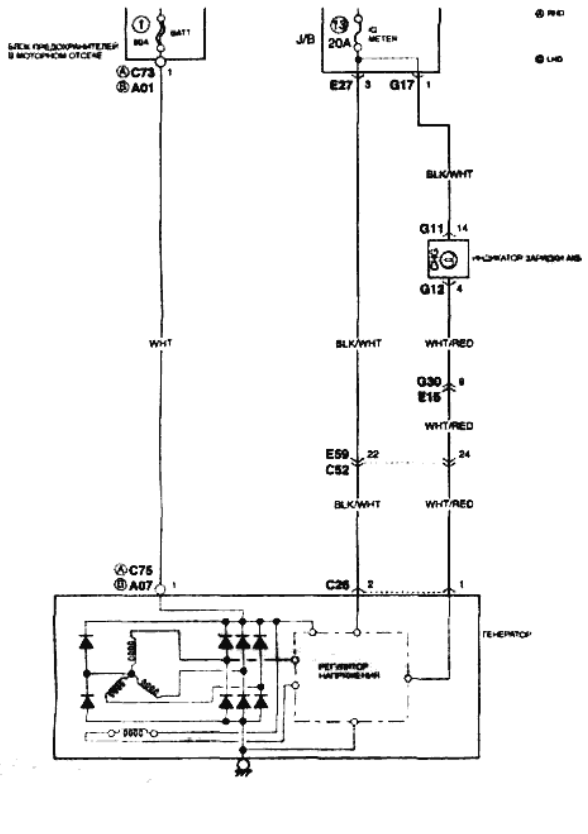 1
80A
BATT
БЛОК ПРЕДОХРАНИТЕЛЕЙ
В МОТОРНОМ ОТСЕКЕ
A C73 1
B A01
J/B
13
20A
IG
METER
A RHD
LHD
E27 3
G17 1
BLK/WHT
G11 14
CHG
ИНДИКАТОР ЗАРЯДКИ АКБ
G12 4
WHT
BLK/WHT
WHT/RED
G30 9
E15
WHT/RED
E59 22 24
C52
BLK/WHT
WHT/RED
A C75 1
B A07
C26 2 1
ГЕНЕРАТОР
РЕГУЛЯТОР
НАПРЯЖЕНИЯ